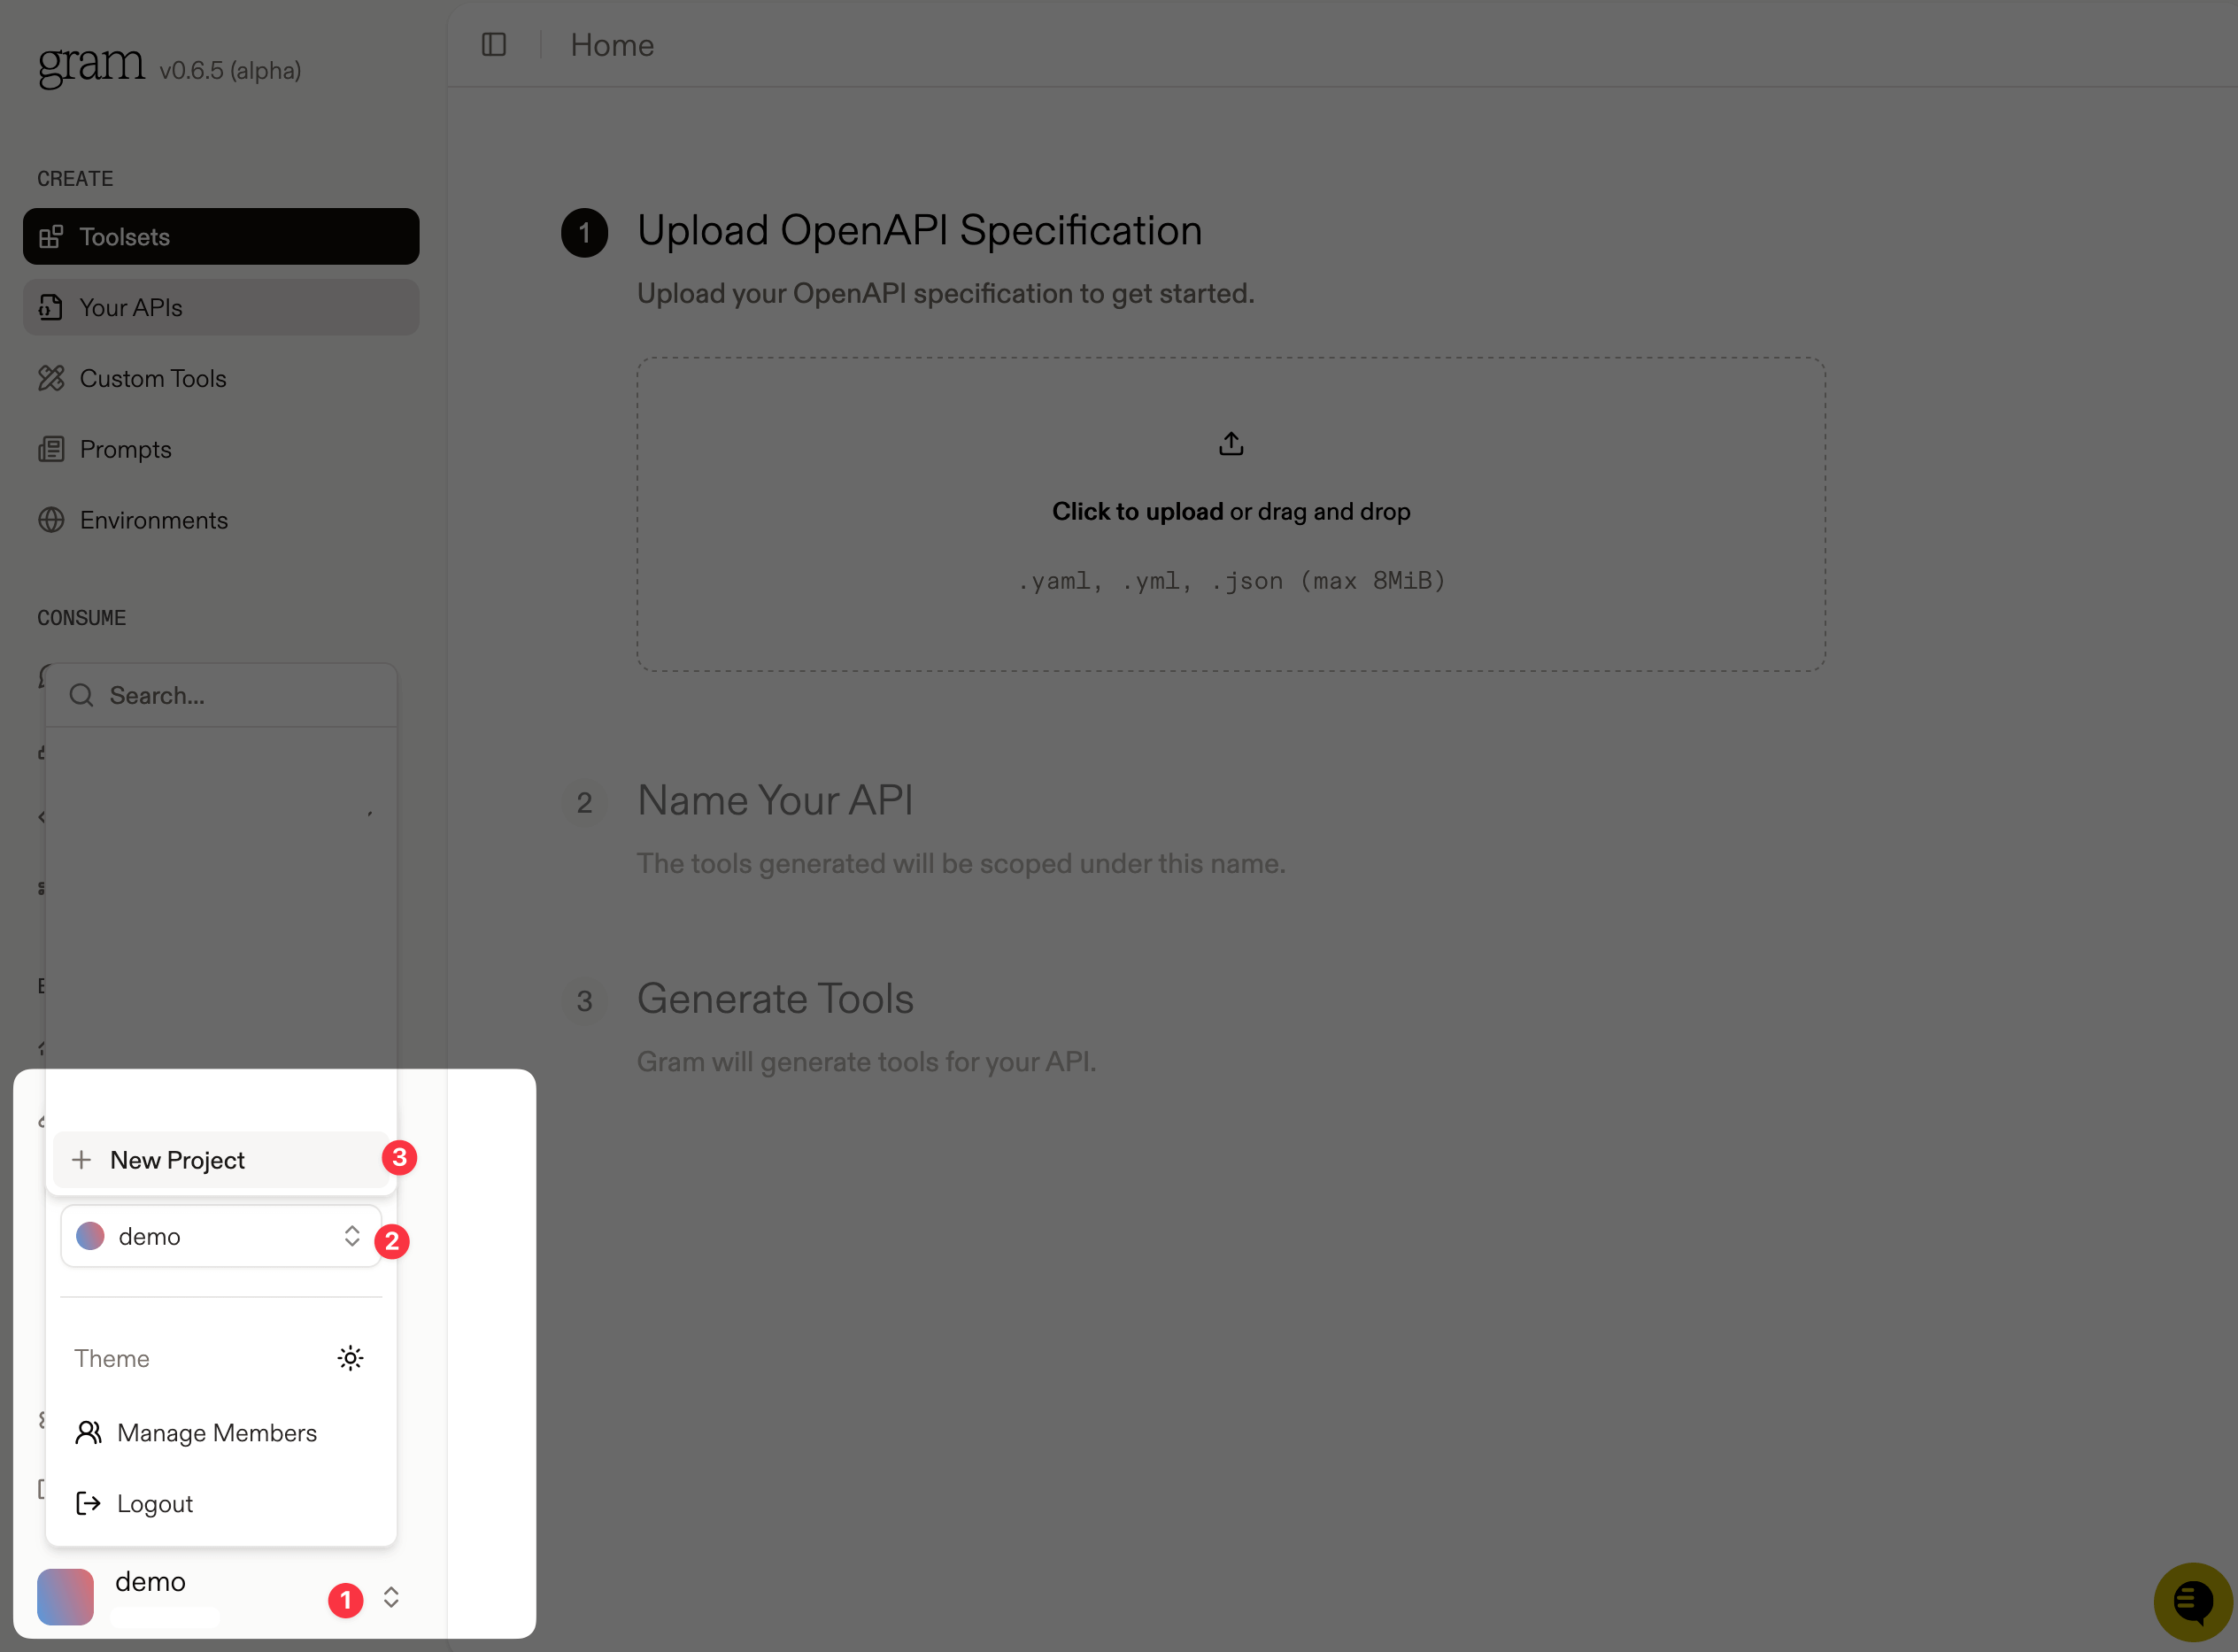 gram v0.6.5 (alpha)
Home
CREATE
Toolsets
Your APIs
Custom Tools
Prompts
Environments
CONSUME
Search...
New Project 3
demo 2
Theme
Manage Members
Logout
demo 1
1 Upload OpenAPI Specification
Upload your OpenAPI specification to get started.
Click to upload or drag and drop
.yaml, .yml, .json (max 8MiB)
2 Name Your API
The tools generated will be scoped under this name.
3 Generate Tools
Gram will generate tools for your API.